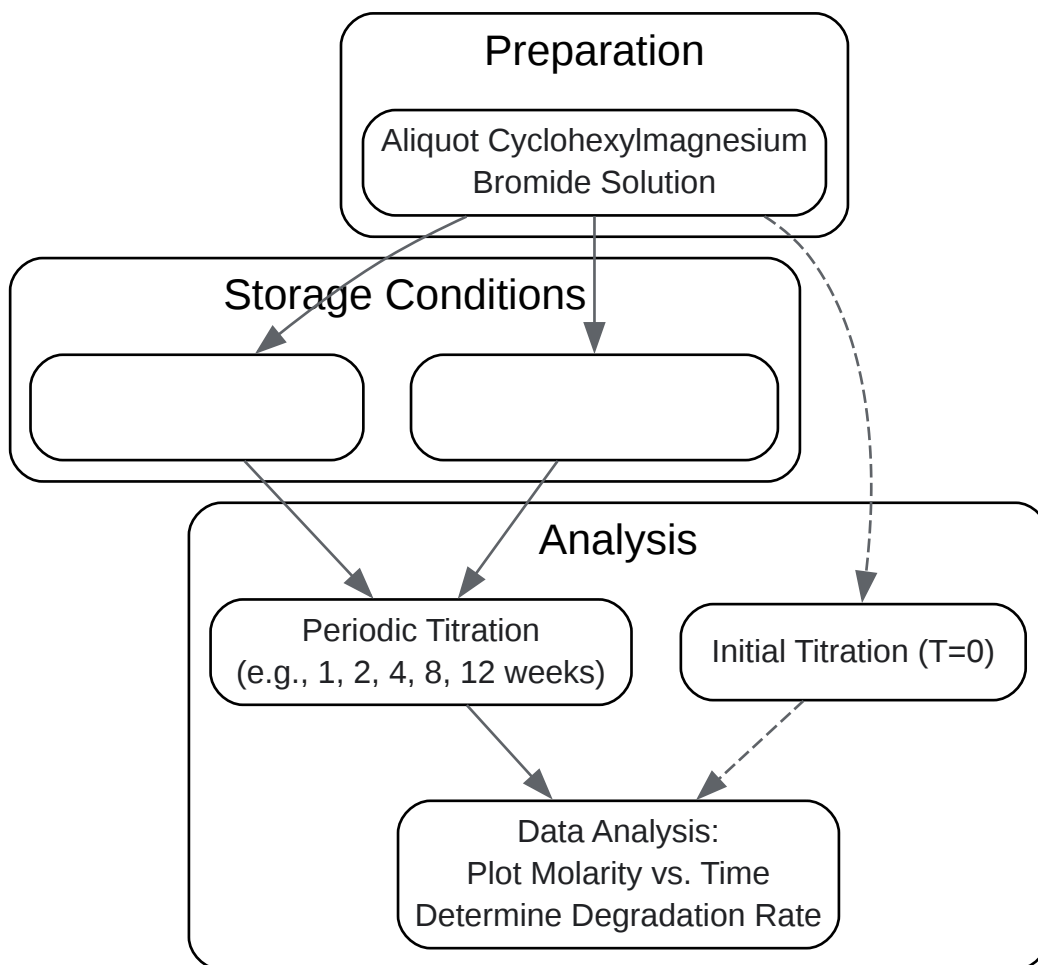 Preparation
Aliquot Cyclohexylmagnesium
Bromide Solution
Storage Conditions
Analysis
Periodic Titration
(e.g., 1, 2, 4, 8, 12 weeks)
Initial Titration (T=0)
Data Analysis:
Plot Molarity vs. Time
Determine Degradation Rate